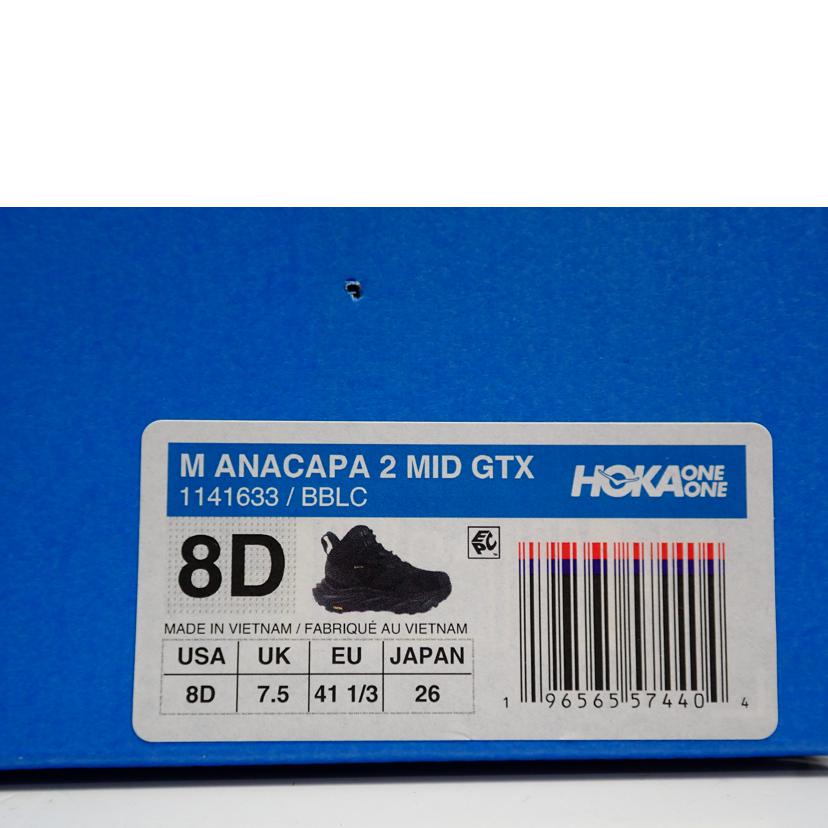 M ANACAPA 2 MID GTX
1141633 / BBLC
HOKA ONE ONE
8D
EPC
MADE IN VIETNAM / FABRIQUÉ AU VIETNAM
USA UK EU JAPAN
8D 7.5 41 1/3 26
1 96565 57440 4